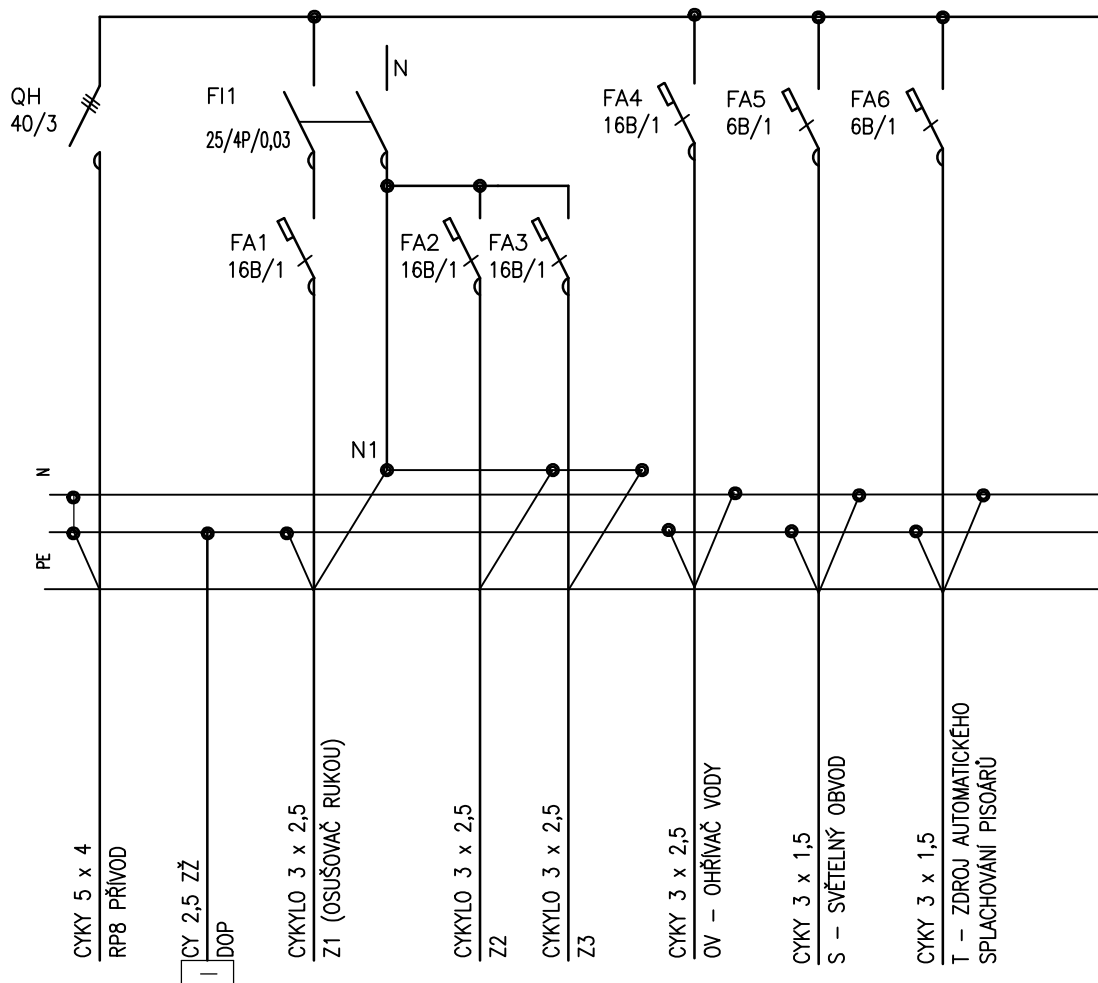 QH
40/3
FI1
25/4P/0,03
N
FA4
16B/1
FA5
6B/1
FA6
6B/1
FA1
16B/1
FA2
16B/1
FA3
16B/1
N1
N
PE
CYKY 5 x 4
RP8 PŘÍVOD
CY 2,5 ZŽ
DOP
CYKYLO 3 x 2,5
Z1 (OSUŠOVAČ RUKOU)
CYKYLO 3 x 2,5
Z2
CYKYLO 3 x 2,5
Z3
CYKY 3 x 2,5
OV – OHŘÍVAČ VODY
CYKY 3 x 1,5
S – SVĚTELNÝ OBVOD
CYKY 3 x 1,5
T – ZDROJ AUTOMATICKÉHO
SPLACHOVÁNÍ PISOÁRŮ